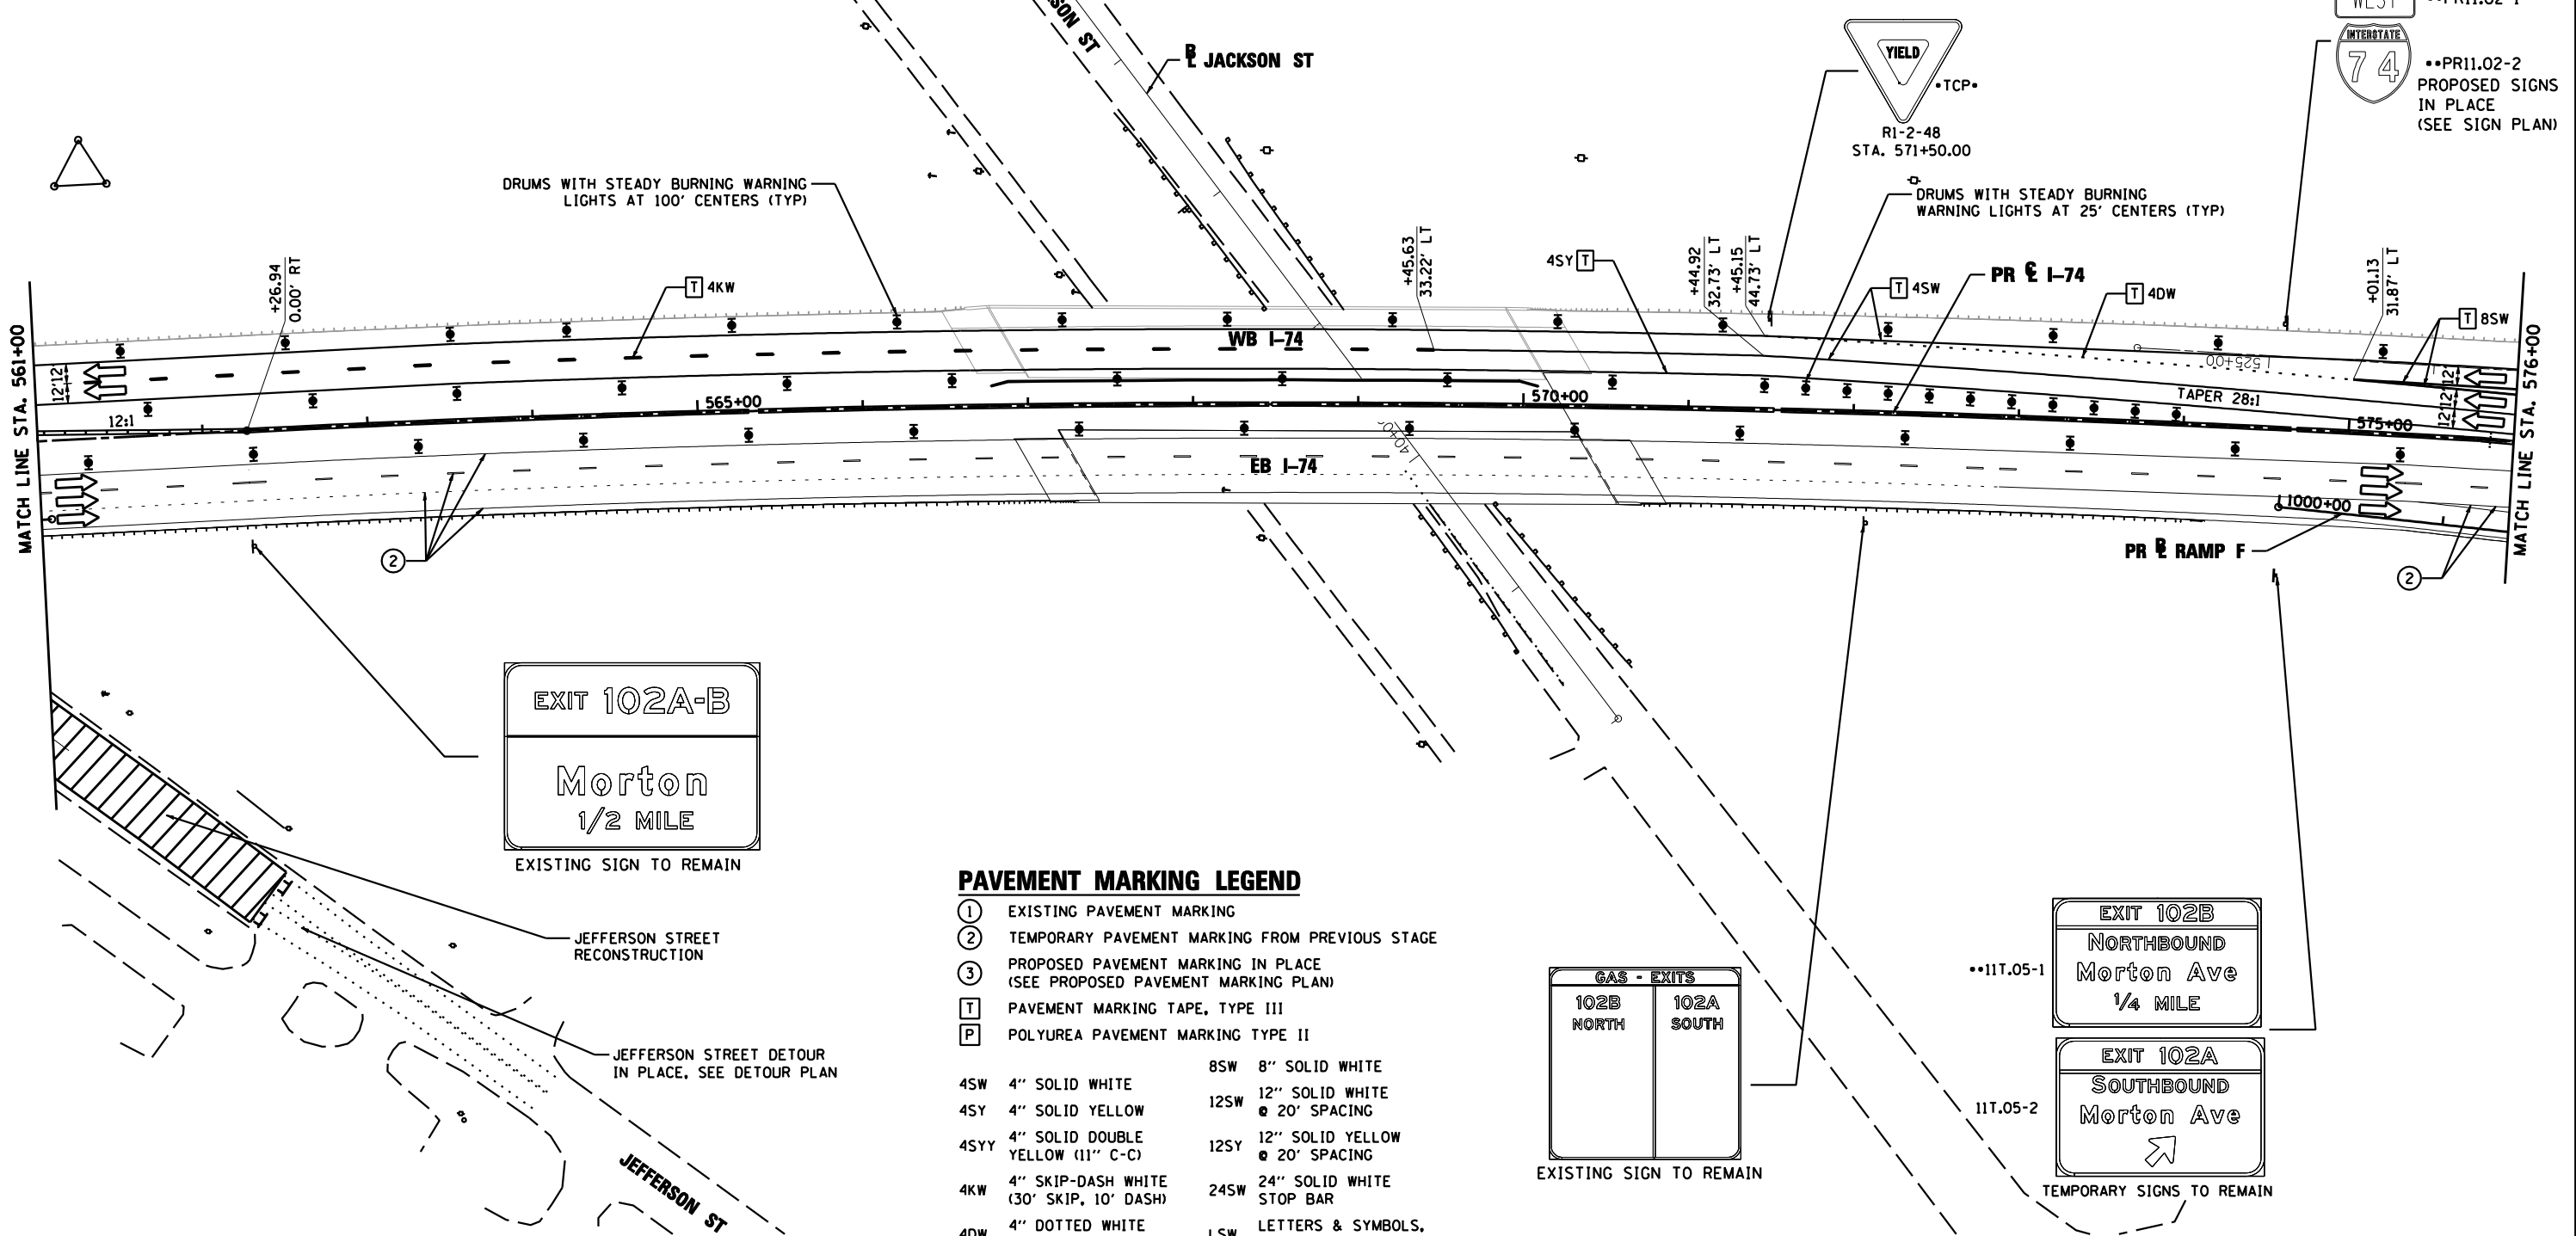 WEST
••PR11.02-1
INTERSTATE
74
••PR11.02-2
PROPOSED SIGNS
IN PLACE
(SEE SIGN PLAN)
SON ST
BL JACKSON ST
YIELD
•TCP•
R1-2-48
STA. 571+50.00
DRUMS WITH STEADY BURNING WARNING
LIGHTS AT 100' CENTERS (TYP)
DRUMS WITH STEADY BURNING
WARNING LIGHTS AT 25' CENTERS (TYP)
+26.94
0.00' RT
T 4KW
+45.63
33.22' LT
4SY T
+44.92
32.73' LT
+45.15
44.73' LT
T 4SW
PR CL I-74
T 4DW
+01.13
31.87' LT
T 8SW
MATCH LINE STA. 561+00
MATCH LINE STA. 576+00
12' 12'
12:1
565+00
WB I-74
570+00
1525+00
TAPER 28:1
12' 12' 12'
575+00
40+0
EB I-74
1000+00
PR BL RAMP F
2
2
EXIT 102A-B
Morton
1/2 MILE
EXISTING SIGN TO REMAIN
JEFFERSON STREET
RECONSTRUCTION
JEFFERSON STREET DETOUR
IN PLACE, SEE DETOUR PLAN
JEFFERSON ST
PAVEMENT MARKING LEGEND
1 EXISTING PAVEMENT MARKING
2 TEMPORARY PAVEMENT MARKING FROM PREVIOUS STAGE
3 PROPOSED PAVEMENT MARKING IN PLACE
(SEE PROPOSED PAVEMENT MARKING PLAN)
T PAVEMENT MARKING TAPE, TYPE III
P POLYUREA PAVEMENT MARKING TYPE II
4SW 4'' SOLID WHITE
4SY 4'' SOLID YELLOW
4SYY 4'' SOLID DOUBLE
YELLOW (11'' C-C)
4KW 4'' SKIP-DASH WHITE
(30' SKIP, 10' DASH)
4DW 4'' DOTTED WHITE
8SW 8'' SOLID WHITE
12SW 12'' SOLID WHITE
@ 20' SPACING
12SY 12'' SOLID YELLOW
@ 20' SPACING
24SW 24'' SOLID WHITE
STOP BAR
LSW LETTERS & SYMBOLS,
GAS - EXITS
102B
NORTH
102A
SOUTH
EXISTING SIGN TO REMAIN
••11T.05-1
EXIT 102B
NORTHBOUND
Morton Ave
1/4 MILE
11T.05-2
EXIT 102A
SOUTHBOUND
Morton Ave
TEMPORARY SIGNS TO REMAIN